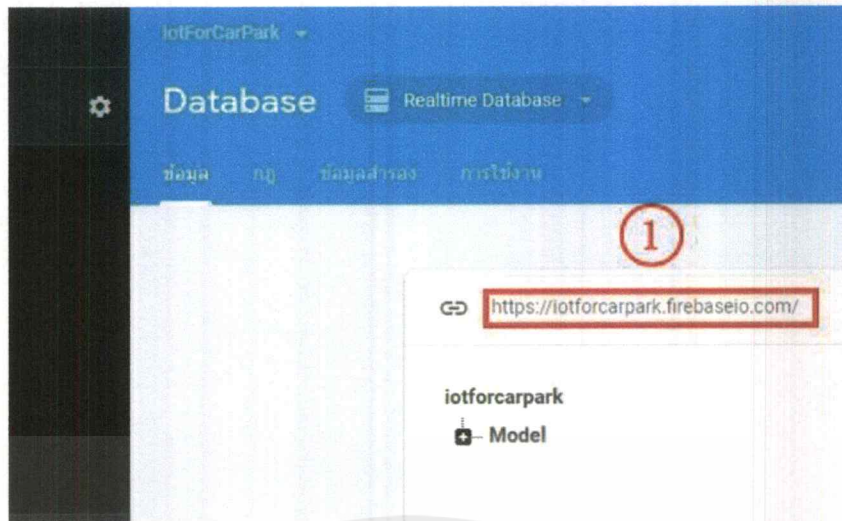 IotForCarPark
Database Realtime Database
ข้อมูล กฎ ข้อมูลสำรอง การใช้งาน
1
https://iotforcarpark.firebaseio.com/
iotforcarpark
Model